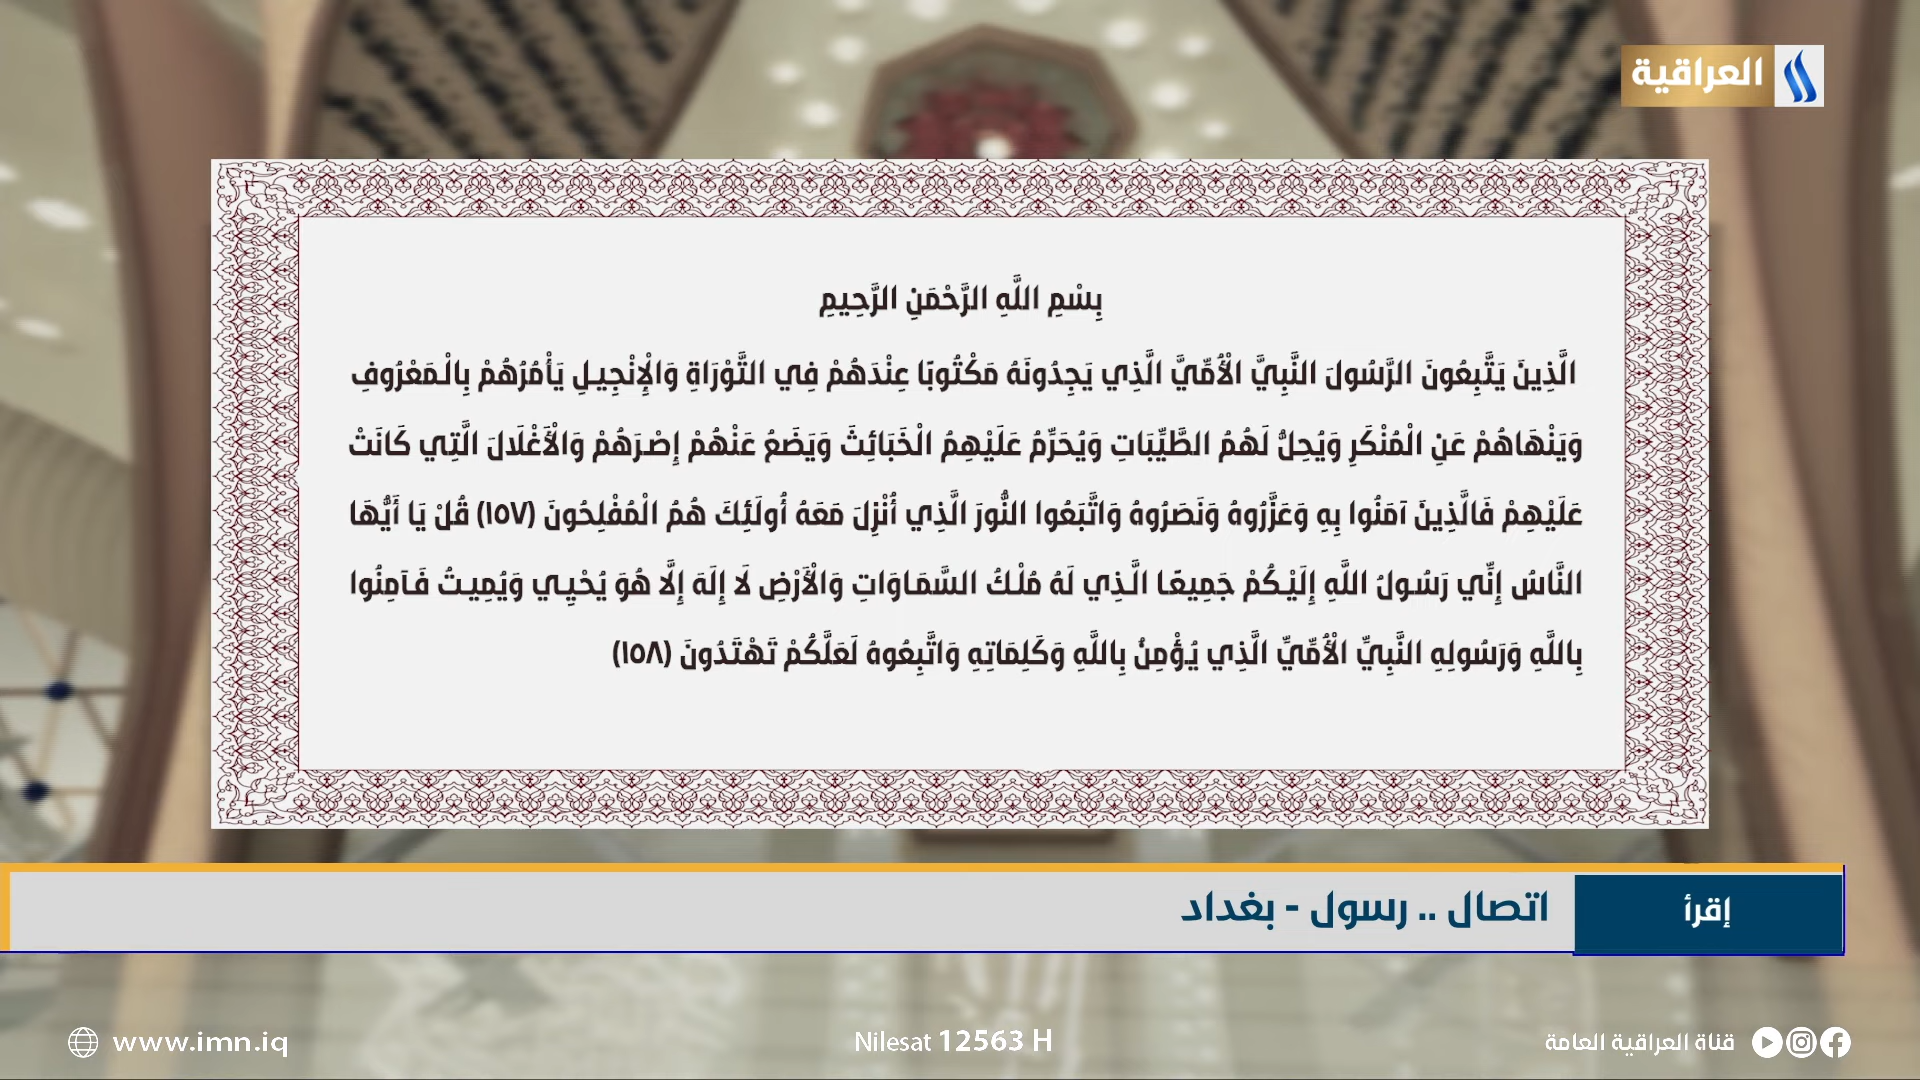 العراقية
بِسْمِ اللَّهِ الرَّحْمَنِ الرَّحِيمِ
الَّذِينَ يَتَّبِعُونَ الرَّسُولَ النَّبِيَّ الْأُمِّيَّ الَّذِي يَجِدُونَهُ مَكْتُوبًا عِنْدَهُمْ فِي التَّوْرَاةِ وَالْإِنْجِيلِ يَأْمُرُهُمْ بِالْمَعْرُوفِ
وَيَنْهَاهُمْ عَنِ الْمُنْكَرِ وَيُحِلُّ لَهُمُ الطَّيِّبَاتِ وَيُحَرِّمُ عَلَيْهِمُ الْخَبَائِثَ وَيَضَعُ عَنْهُمْ إِصْرَهُمْ وَالْأَغْلَالَ الَّتِي كَانَتْ
عَلَيْهِمْ فَالَّذِينَ آمَنُوا بِهِ وَعَزَّرُوهُ وَنَصَرُوهُ وَاتَّبَعُوا النُّورَ الَّذِي أُنْزِلَ مَعَهُ أُولَئِكَ هُمُ الْمُفْلِحُونَ (١٥٧) قُلْ يَا أَيُّهَا
النَّاسُ إِنِّي رَسُولُ اللَّهِ إِلَيْكُمْ جَمِيعًا الَّذِي لَهُ مُلْكُ السَّمَاوَاتِ وَالْأَرْضِ لَا إِلَهَ إِلَّا هُوَ يُحْيِي وَيُمِيتُ فَآمِنُوا
بِاللَّهِ وَرَسُولِهِ النَّبِيِّ الْأُمِّيِّ الَّذِي يُؤْمِنُ بِاللَّهِ وَكَلِمَاتِهِ وَاتَّبِعُوهُ لَعَلَّكُمْ تَهْتَدُونَ (١٥٨)
إقرأ
اتصال .. رسول - بغداد
قناة العراقية العامة
Nilesat 12563 H
www.imn.iq